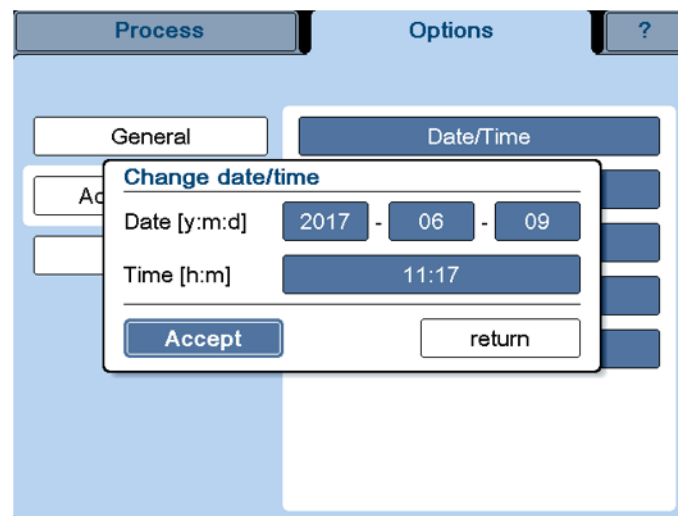 Process Options ?
General Date/Time
Change date/time
Date [y:m:d] 2017 - 06 - 09
Time [h:m] 11:17
Accept return